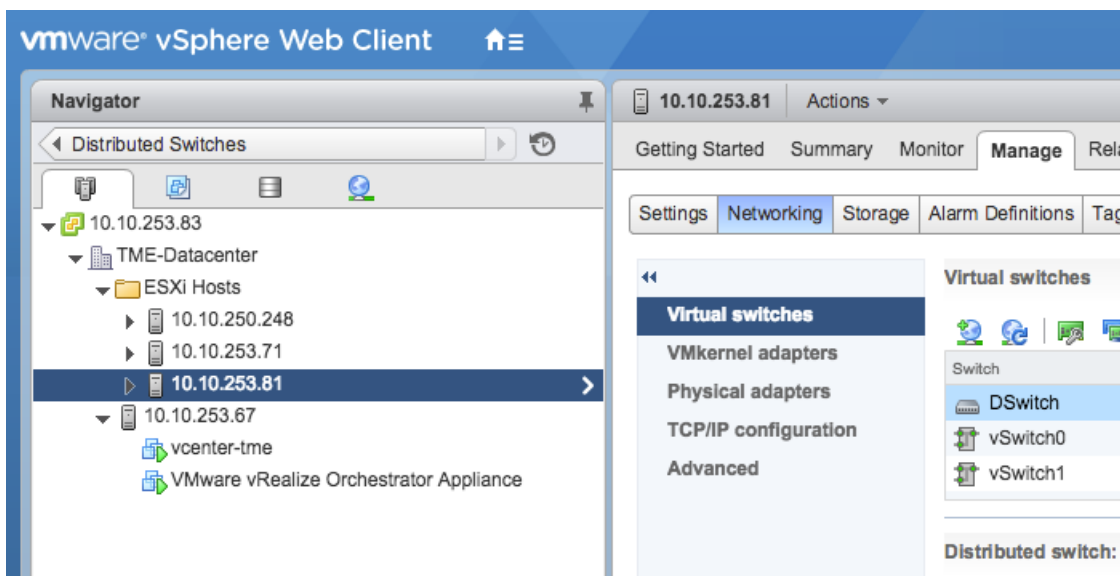 vmware® vSphere Web Client
Navigator
Distributed Switches
10.10.253.83
TME-Datacenter
ESXi Hosts
10.10.250.248
10.10.253.71
10.10.253.81
10.10.253.67
vcenter-tme
VMware vRealize Orchestrator Appliance
10.10.253.81 Actions
Getting Started Summary Monitor Manage Rela
Settings Networking Storage Alarm Definitions Tag
Virtual switches
VMkernel adapters
Physical adapters
TCP/IP configuration
Advanced
Virtual switches
Switch
DSwitch
vSwitch0
vSwitch1
Distributed switch: